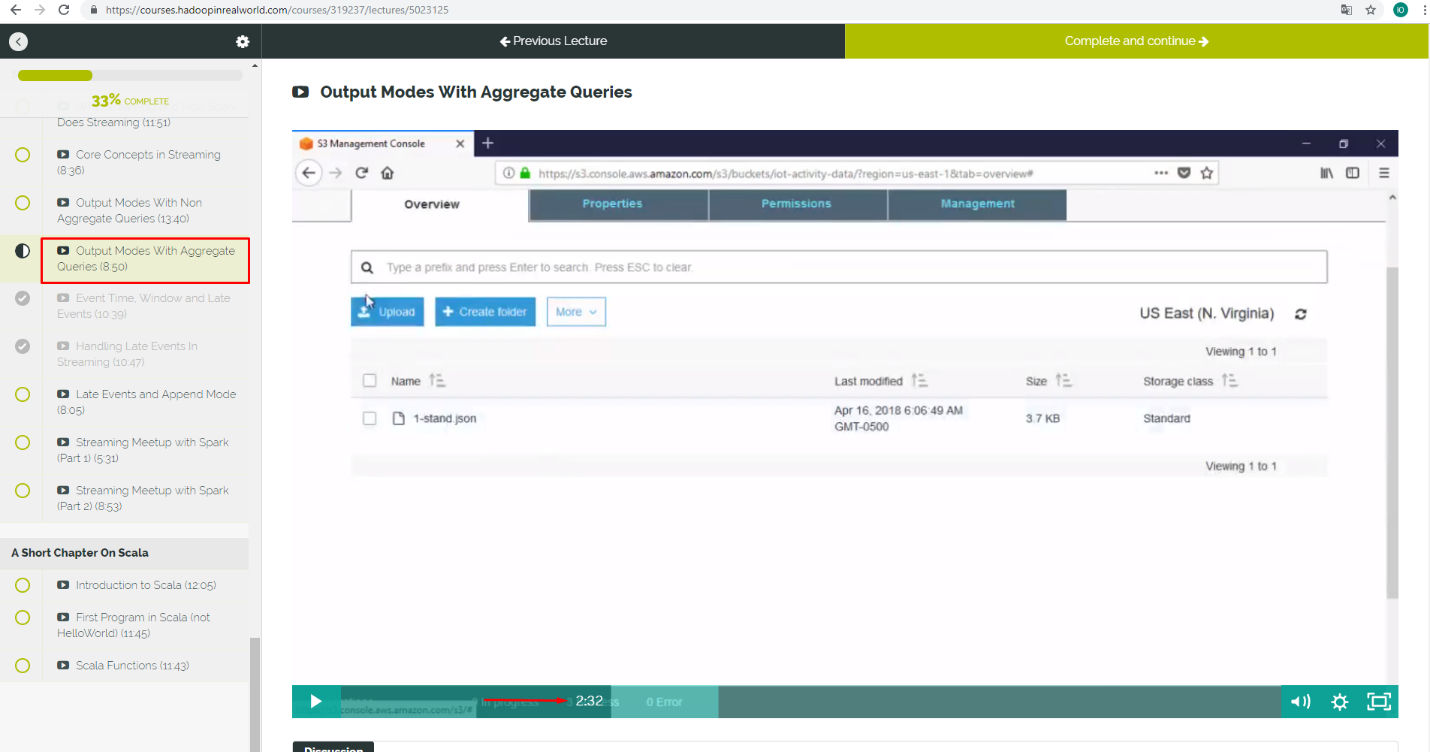 https://courses.hadoopinrealworld.com/courses/319237/lectures/5023125
Previous Lecture
Complete and continue
33% COMPLETE
Does Streaming (11:51)
Core Concepts in Streaming
(8:36)
Output Modes With Non
Aggregate Queries (13:40)
Output Modes With Aggregate
Queries (8:50)
Event Time, Window and Late
Events (10:39)
Handling Late Events In
Streaming (10:47)
Late Events and Append Mode
(8:05)
Streaming Meetup with Spark
(Part 1) (5:31)
Streaming Meetup with Spark
(Part 2) (8:53)
A Short Chapter On Scala
Introduction to Scala (12:05)
First Program in Scala (not
HelloWorld) (11:45)
Scala Functions (11:43)
Output Modes With Aggregate Queries
S3 Management Console
https://s3.console.aws.amazon.com/s3/buckets/iot-activity-data/?region=us-east-1&tab=overview#
Overview
Properties
Permissions
Management
Type a prefix and press Enter to search. Press ESC to clear.
Upload
Create folder
More
US East (N. Virginia)
Viewing 1 to 1
Name
Last modified
Size
Storage class
1-stand.json
Apr 16, 2018 6:06:49 AM
GMT-0500
3.7 KB
Standard
Viewing 1 to 1
In progress
2:32
0 Error
console.aws.amazon.com/s3/#
Discussion